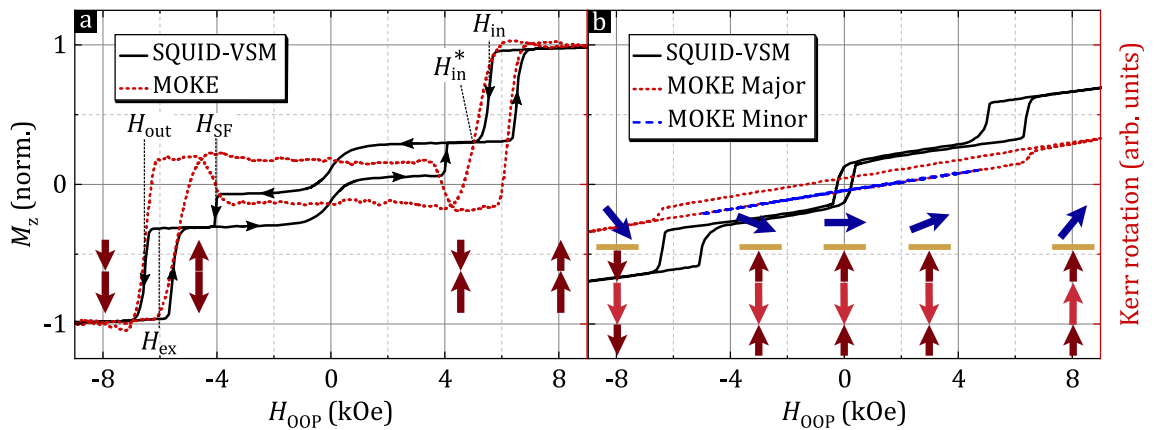 a
SQUID-VSM
MOKE
H_in
H*_in
H_out
H_SF
H_ex
1
0
-1
M_z (norm.)
-8
-4
0
4
8
H_OOP (kOe)
b
SQUID-VSM
MOKE Major
MOKE Minor
-8
-4
0
4
8
H_OOP (kOe)
Kerr rotation (arb. units)